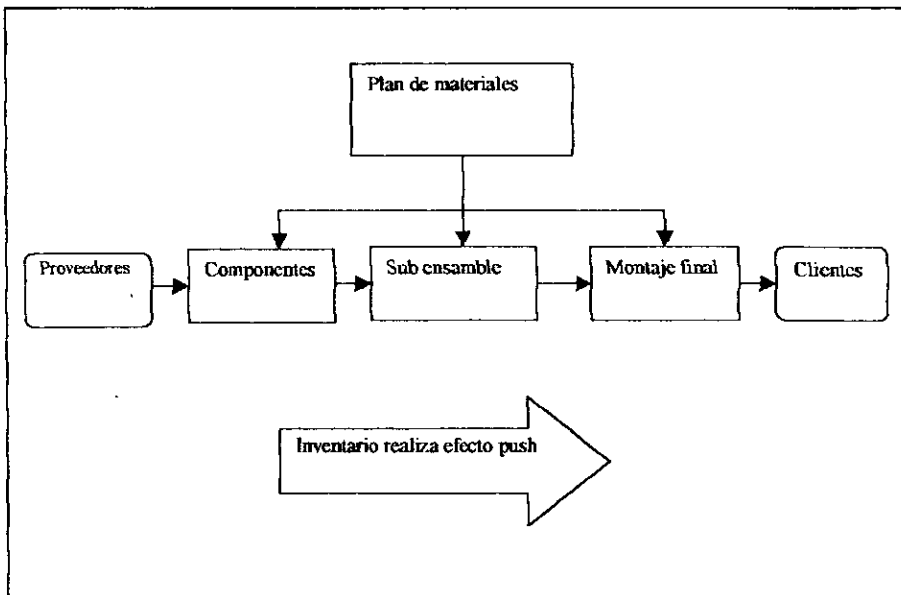 Plan de materiales
Proveedores
Componentes
Sub ensamble
Montaje final
Clientes
Inventario realiza efecto push